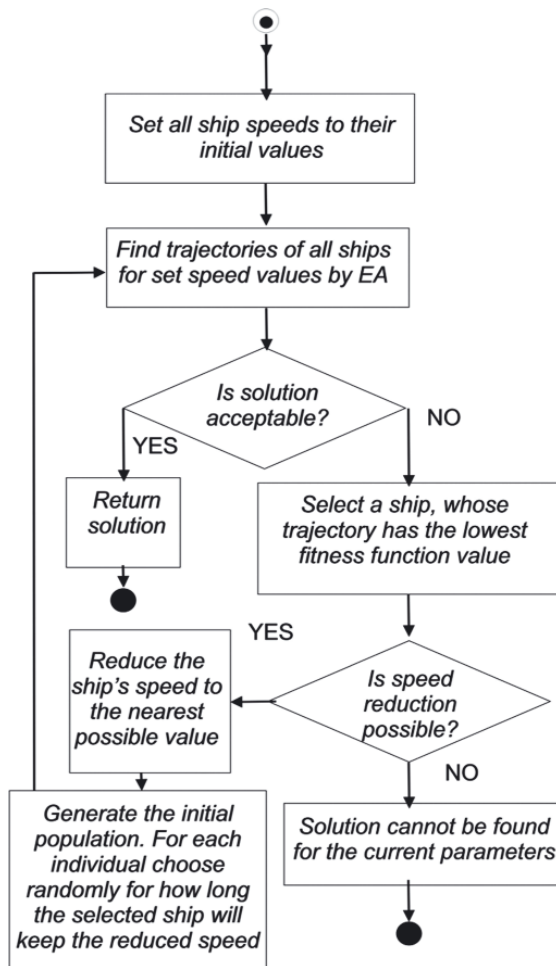 Set all ship speeds to their
initial values
Find trajectories of all ships
for set speed values by EA
Is solution
acceptable?
YES
NO
Return
solution
Select a ship, whose
trajectory has the lowest
fitness function value
YES
Reduce the
ship's speed to
the nearest
possible value
Is speed
reduction
possible?
NO
Generate the initial
population. For each
individual choose
randomly for how long
the selected ship will
keep the reduced speed
Solution cannot be found
for the current parameters